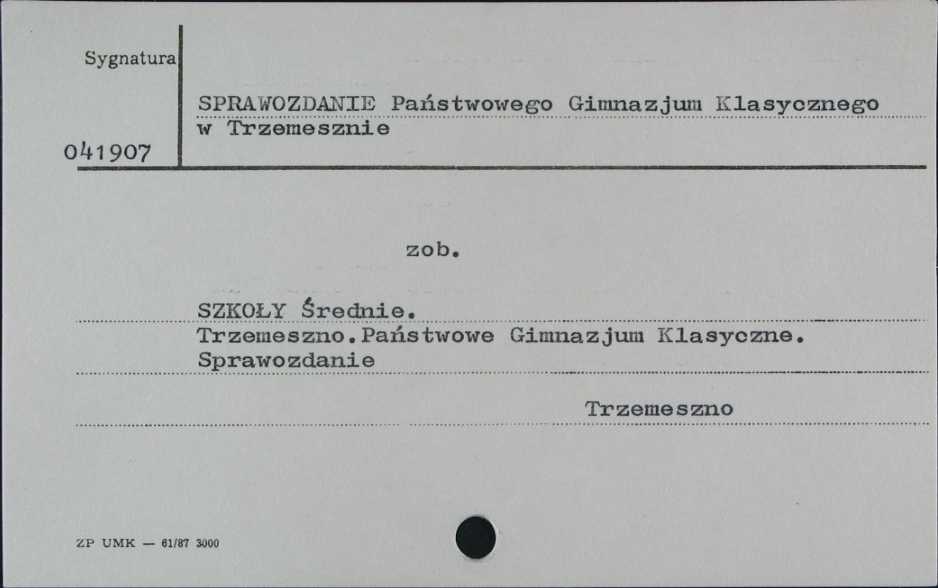 Sygnatura
SPRAWOZDANIE Państwowego Gimnazjum Klasycznego
w Trzemesznie
041907
zob.
SZKOŁY Średnie.
Trzemeszno.Państwowe Gimnazjum Klasyczne.
Sprawozdanie
Trzemeszno
ZP UMK — 61/87 3000